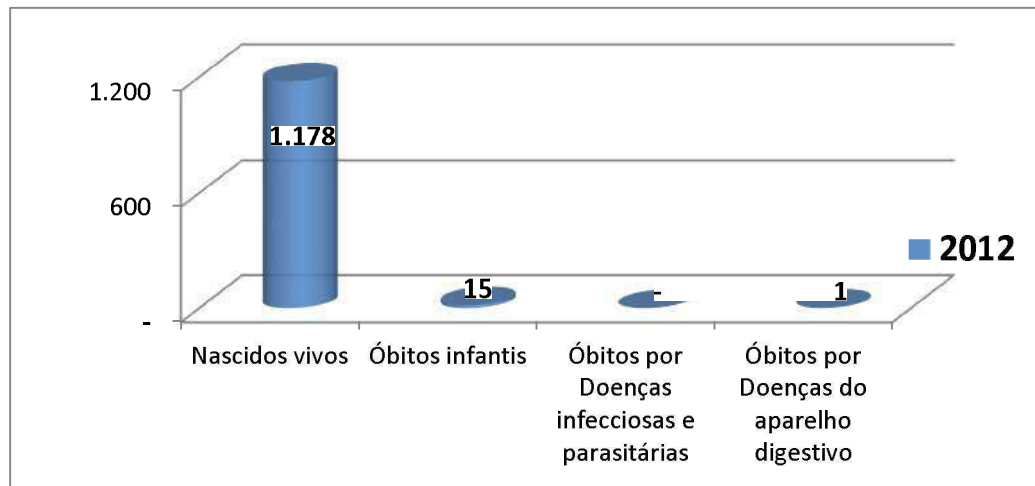 1.200
600
-
1.178
15
-
1
2012
Nascidos vivos
Óbitos infantis
Óbitos por
Doenças
infecciosas e
parasitárias
Óbitos por
Doenças do
aparelho
digestivo